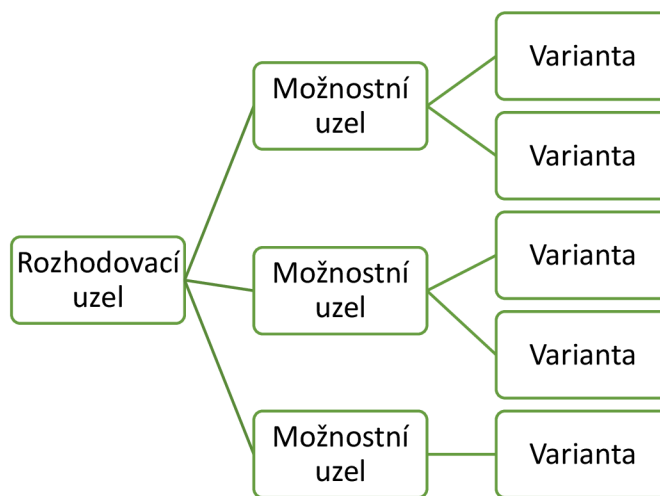 Rozhodovací
uzel
Možnostní
uzel
Varianta
Varianta
Možnostní
uzel
Varianta
Varianta
Možnostní
uzel
Varianta